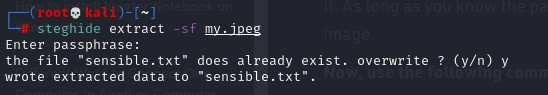 (root💀kali)-[~]
# steghide extract -sf my.jpeg
Enter passphrase:
the file "sensible.txt" does already exist. overwrite ? (y/n) y
wrote extracted data to "sensible.txt".